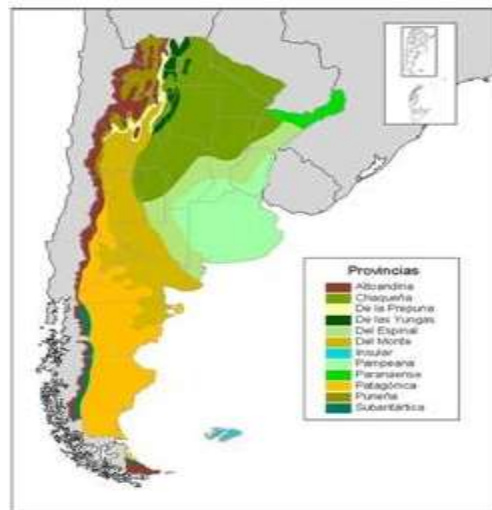 Provincias
Altoandina
Chaqueña
De la Prepuna
De las Yungas
Del Espinal
Del Monte
Insular
Pampeana
Paranaense
Patagónica
Puneña
Subantártica